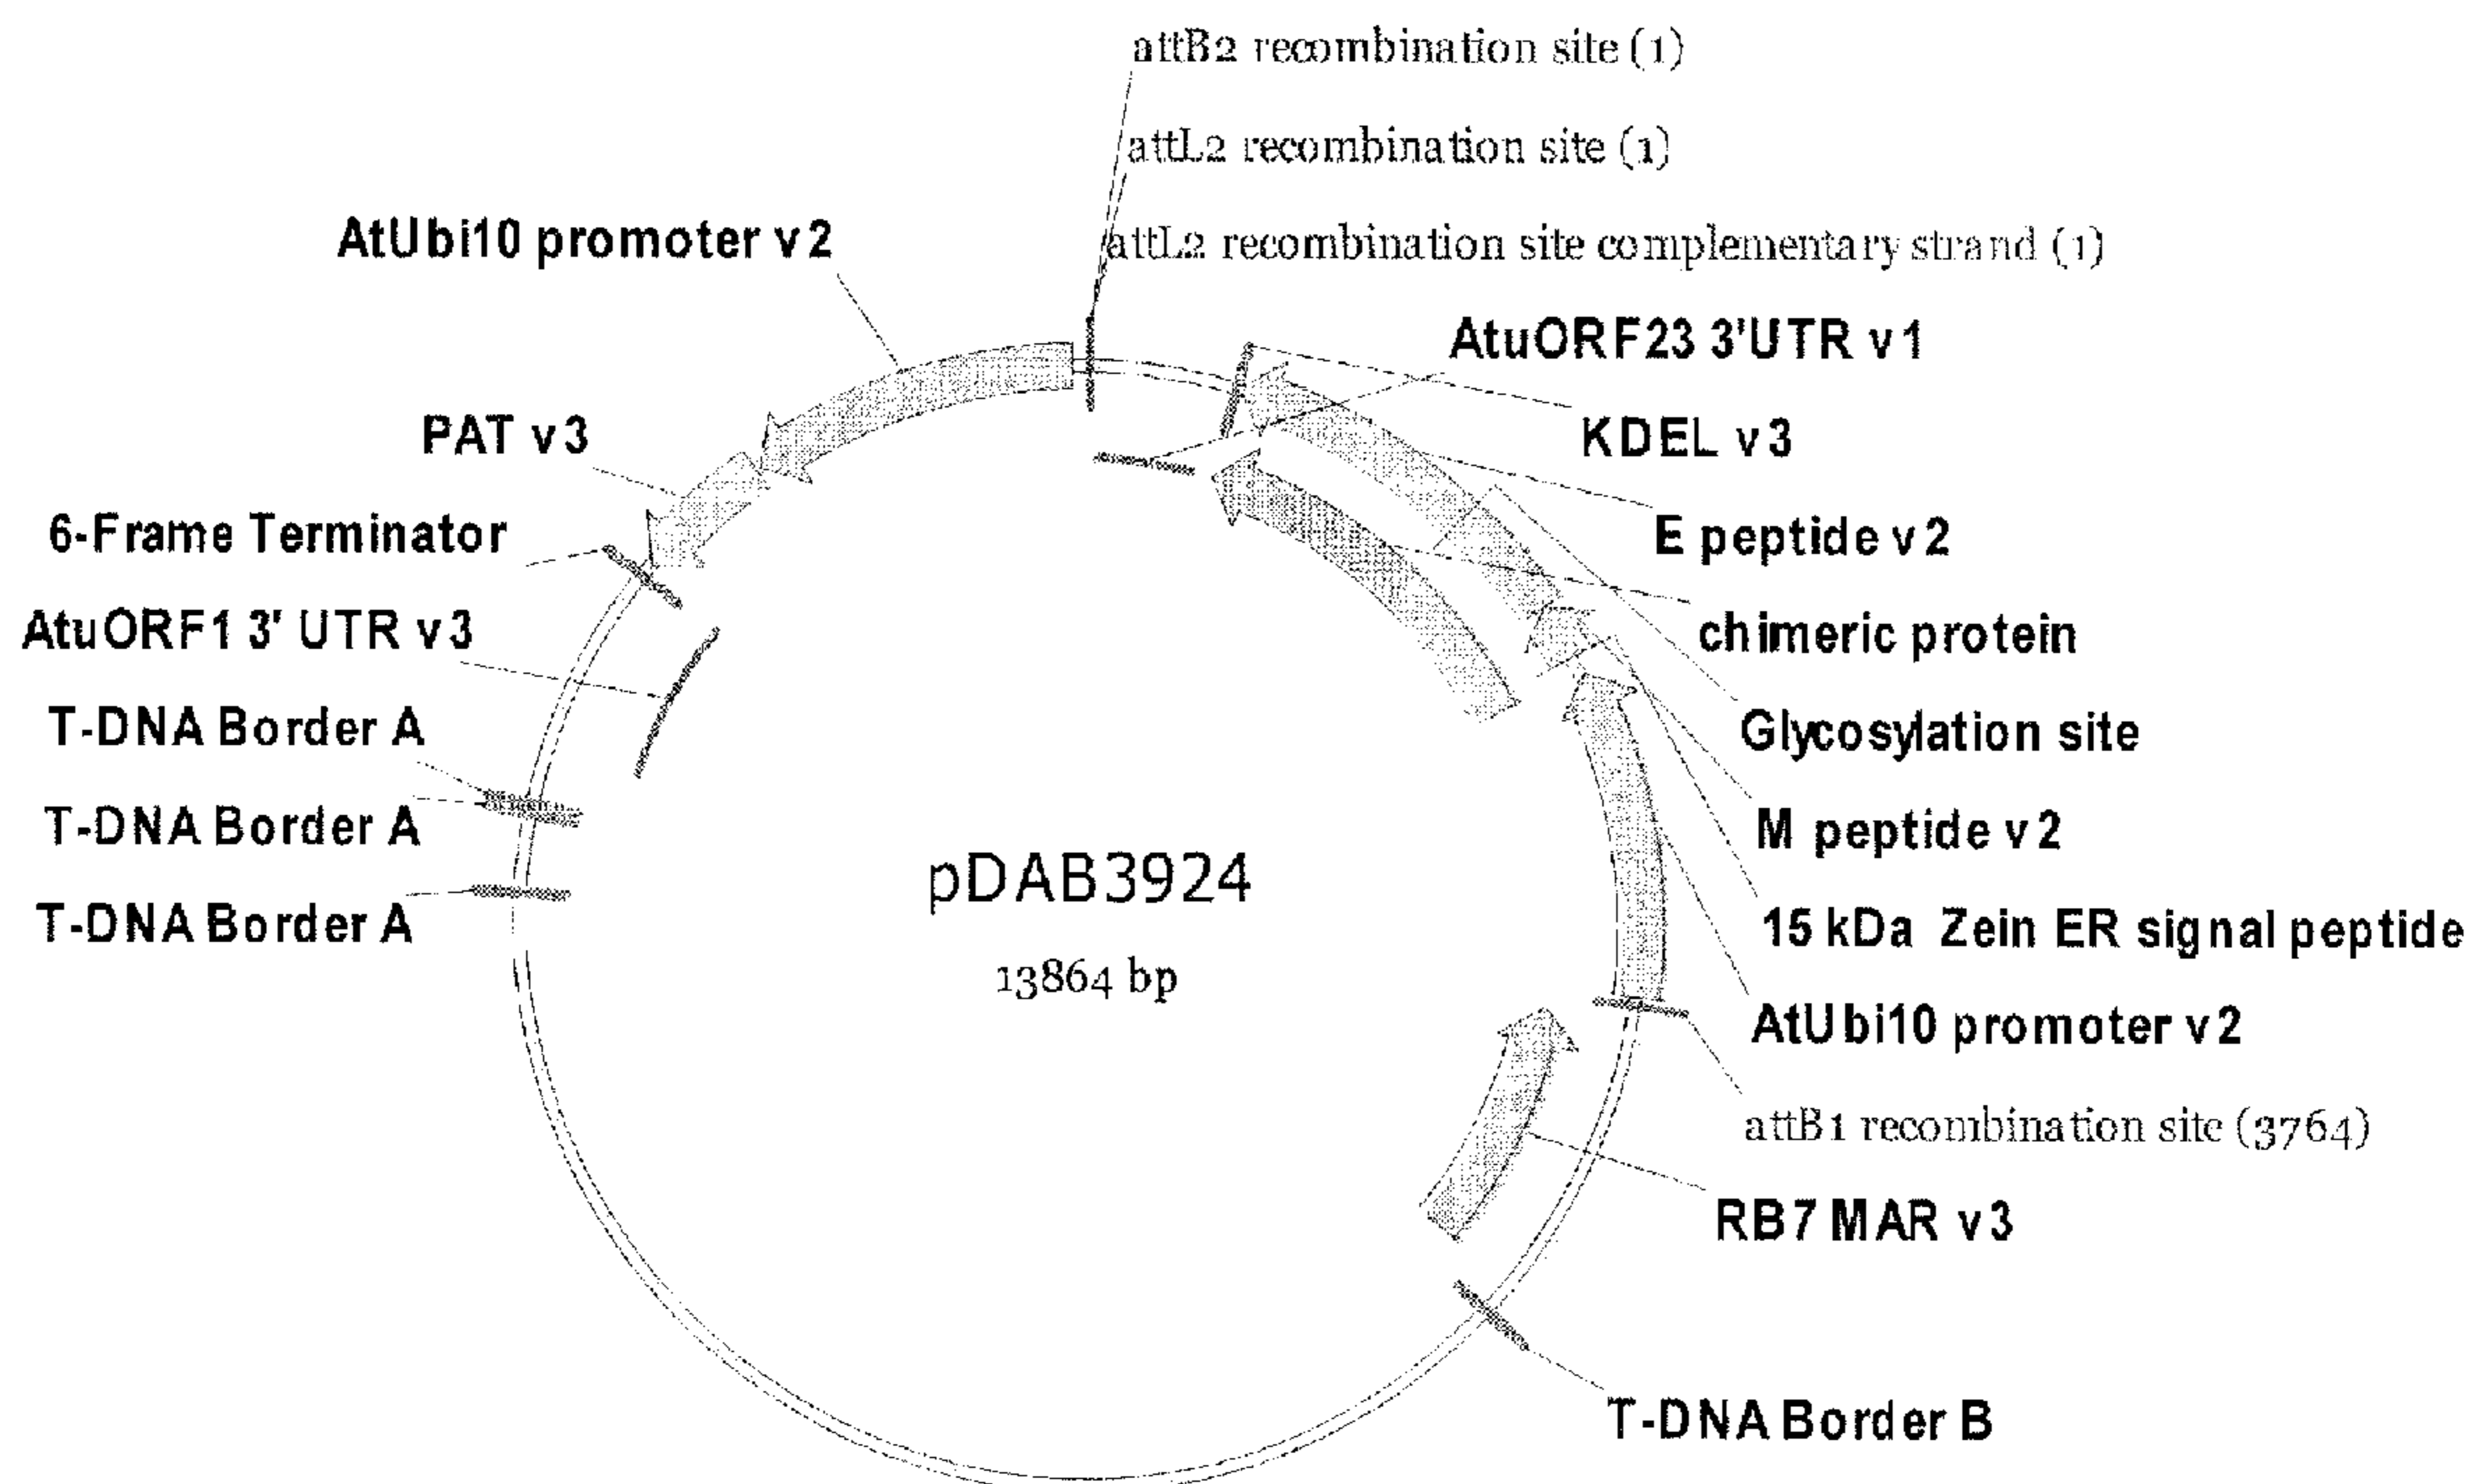 attB2 recombination site (1)
attL2 recombination site (1)
attL2 recombination site complementary strand (1)
AtUbi10 promoter v2
AtuORF23 3'UTR v1
PAT v3
KDEL v3
6-Frame Terminator
E peptide v2
AtuORF1 3' UTR v3
chimeric protein
T-DNA Border A
Glycosylation site
T-DNA Border A
M peptide v2
pDAB3924
T-DNA Border A
15 kDa Zein ER signal peptide
13864 bp
AtUbi10 promoter v2
attB1 recombination site (3764)
RB7 MAR v3
T-DNA Border B